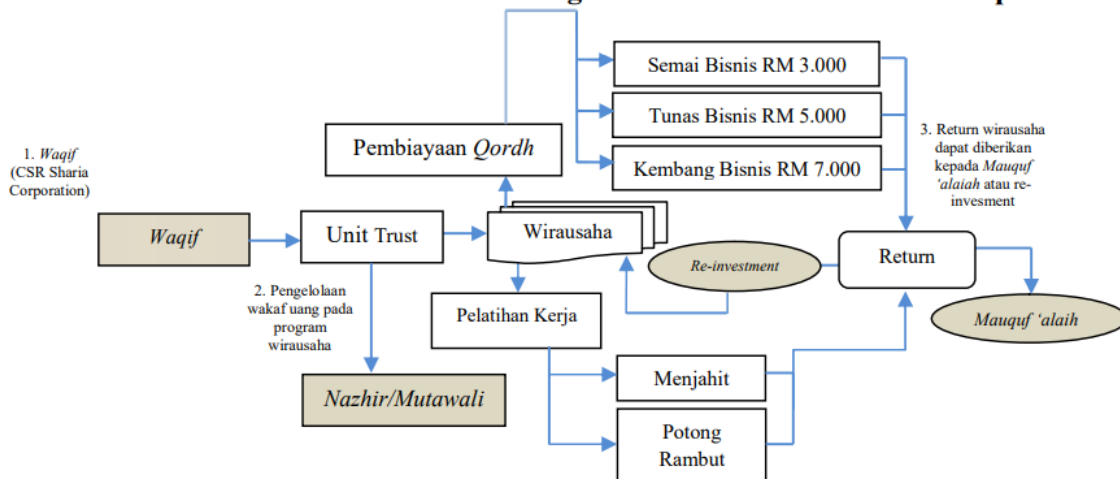 Semai Bisnis RM 3.000
Tunas Bisnis RM 5.000
Kembang Bisnis RM 7.000
Pembiayaan Qordh
1. Waqif
(CSR Sharia
Corporation)
3. Return wirausaha
dapat diberikan
kepada Mauquf
‘alaiah atau re-
invesment
Waqif
Unit Trust
Wirausaha
Re-investment
Return
2. Pengelolaan
wakaf uang pada
program
wirausaha
Pelatihan Kerja
Mauquf ‘alaih
Nazhir/Mutawali
Menjahit
Potong
Rambut